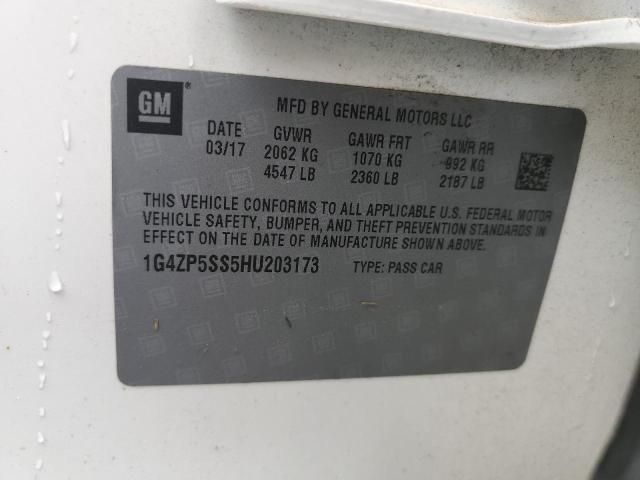 GM
MFD BY GENERAL MOTORS LLC
DATE GVWR GAWR FRT GAWR RR
03/17 2062 KG 1070 KG 992 KG
4547 LB 2360 LB 2187 LB
THIS VEHICLE CONFORMS TO ALL APPLICABLE U.S. FEDERAL MOTOR
VEHICLE SAFETY, BUMPER, AND THEFT PREVENTION STANDARDS IN
EFFECT ON THE DATE OF MANUFACTURE SHOWN ABOVE.
1G4ZP5SS5HU203173 TYPE: PASS CAR